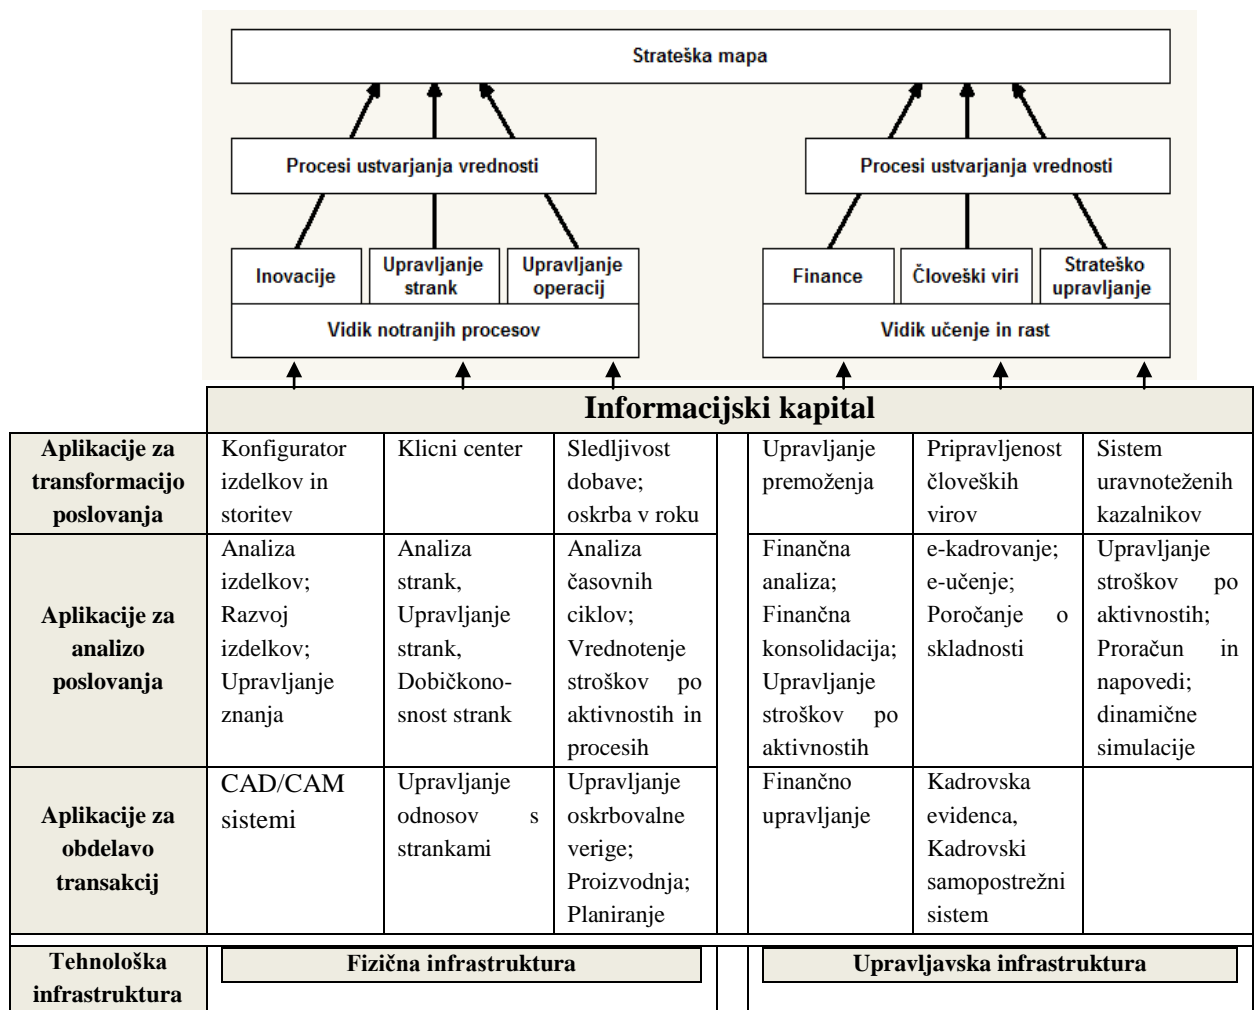 Strateška mapa
Procesi ustvarjanja vrednosti
Procesi ustvarjanja vrednosti
Inovacije
Upravljanje
strank
Upravljanje
operacij
Vidik notranjih procesov
Finance
Človeški viri
Strateško
upravljanje
Vidik učenje in rast
Informacijski kapital
Aplikacije za
transformacijo
poslovanja
Konfigurator
izdelkov in
storitev
Klicni center
Sledljivost
dobave;
oskrba v roku
Upravljanje
premoženja
Pripravljenost
človeških
virov
Sistem
uravnoteženih
kazalnikov
Aplikacije za
analizo
poslovanja
Analiza
izdelkov;
Razvoj
izdelkov;
Upravljanje
znanja
Analiza
strank,
Upravljanje
strank,
Dobičkono-
snost strank
Analiza
časovnih
ciklov;
Vrednotenje
stroškov po
aktivnostih in
procesih
Finančna
analiza;
Finančna
konsolidacija;
Upravljanje
stroškov po
aktivnostih
e-kadrovanje;
e-učenje;
Poročanje o
skladnosti
Upravljanje
stroškov po
aktivnostih;
Proračun in
napovedi;
dinamične
simulacije
Aplikacije za
obdelavo
transakcij
CAD/CAM
sistemi
Upravljanje
odnosov s
strankami
Upravljanje
oskrbovalne
verige;
Proizvodnja;
Planiranje
Finančno
upravljanje
Kadrovska
evidenca,
Kadrovski
samopostrežni
sistem
Tehnološka
infrastruktura
Fizična infrastruktura
Upravljavska infrastruktura